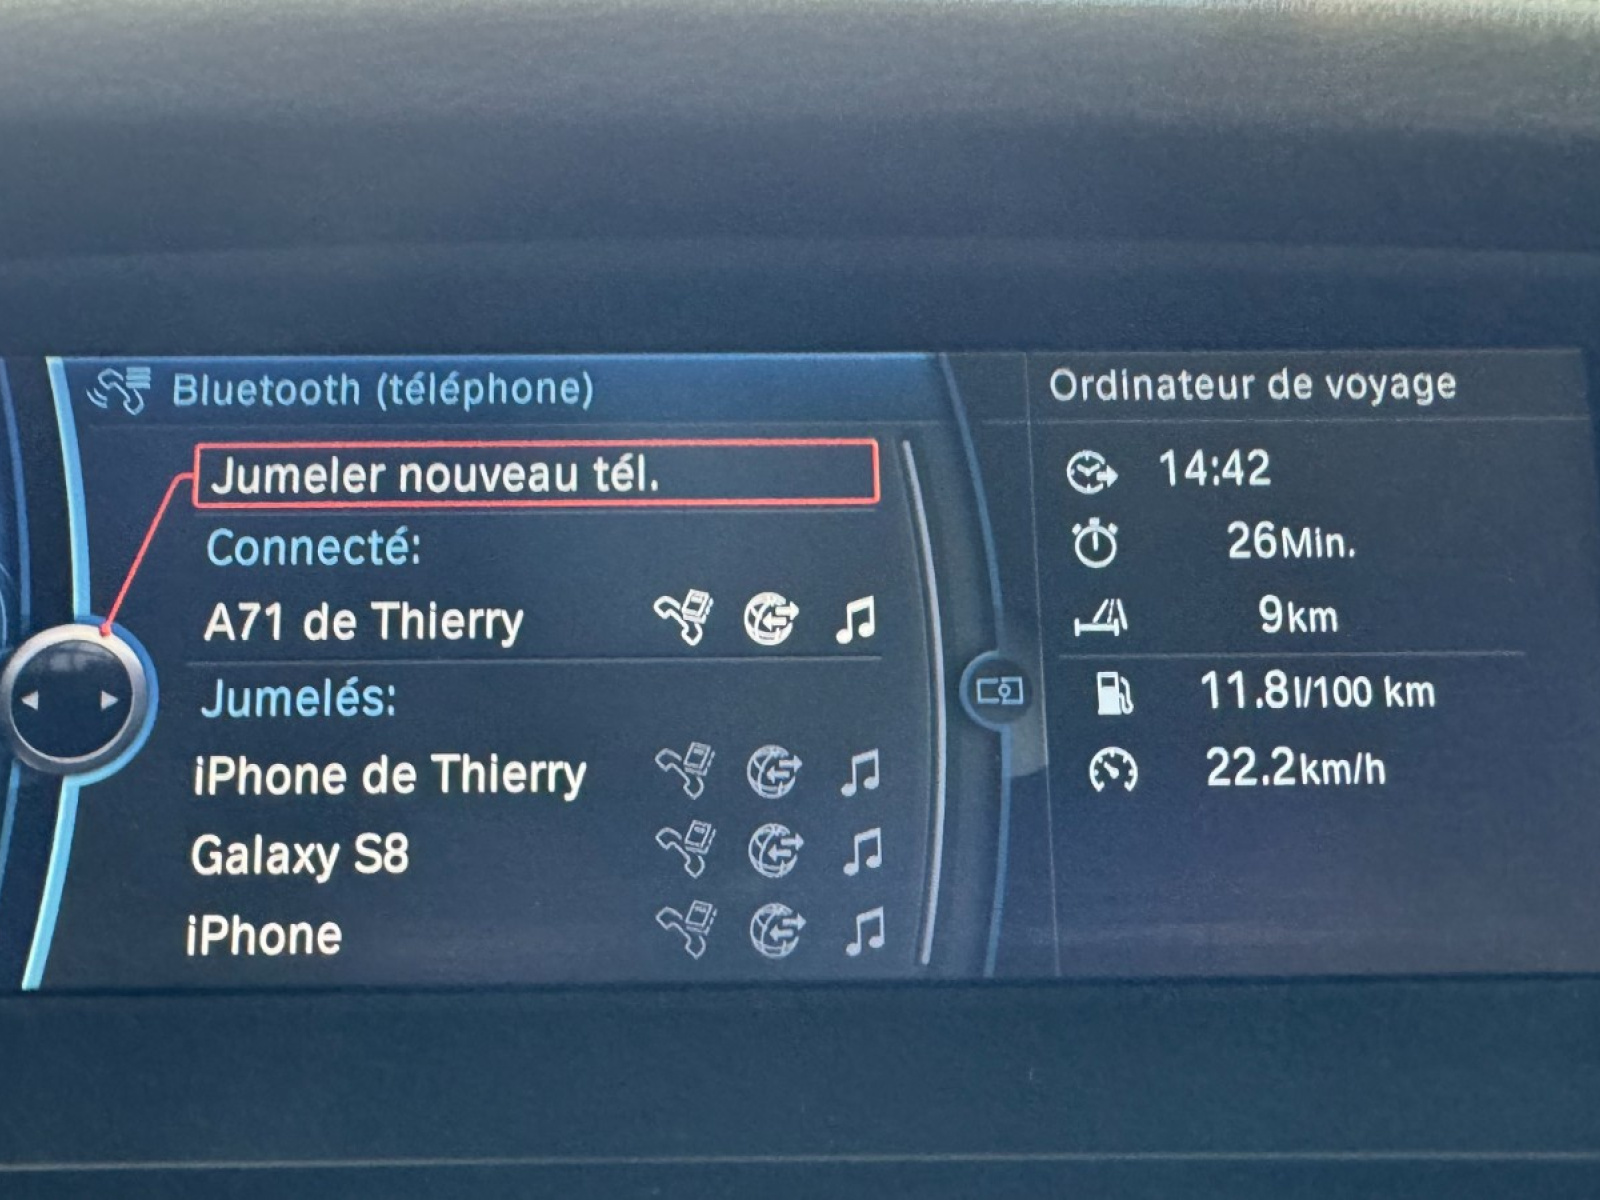 Bluetooth (téléphone)
Jumeler nouveau tél.
Connecté:
A71 de Thierry
Jumelés:
iPhone de Thierry
Galaxy S8
iPhone
Ordinateur de voyage
14:42
26Min.
9km
11.8l/100 km
22.2km/h